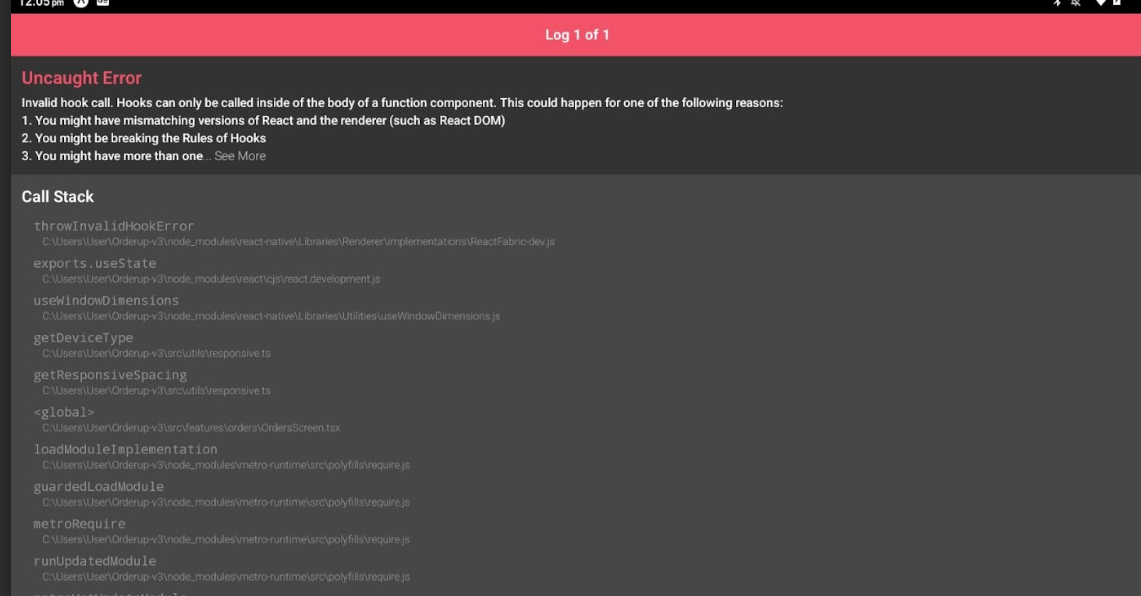 12:05 pm
Log 1 of 1
Uncaught Error
Invalid hook call. Hooks can only be called inside of the body of a function component. This could happen for one of the following reasons:
1. You might have mismatching versions of React and the renderer (such as React DOM)
2. You might be breaking the Rules of Hooks
3. You might have more than one... See More
Call Stack
throwInvalidHookError
C:\Users\User\Orderup-v3\node_modules\react-native\Libraries\Renderer\implementations\ReactFabric-dev.js
exports.useState
C:\Users\User\Orderup-v3\node_modules\react\cjs\react.development.js
useWindowDimensions
C:\Users\User\Orderup-v3\node_modules\react-native\Libraries\Utilities\useWindowDimensions.js
getDeviceType
C:\Users\User\Orderup-v3\src\utils\responsive.ts
getResponsiveSpacing
C:\Users\User\Orderup-v3\src\utils\responsive.ts
<global>
C:\Users\User\Orderup-v3\src\features\orders\OrdersScreen.tsx
loadModuleImplementation
C:\Users\User\Orderup-v3\node_modules\metro-runtime\src\polyfills\require.js
guardedLoadModule
C:\Users\User\Orderup-v3\node_modules\metro-runtime\src\polyfills\require.js
metroRequire
C:\Users\User\Orderup-v3\node_modules\metro-runtime\src\polyfills\require.js
runUpdatedModule
C:\Users\User\Orderup-v3\node_modules\metro-runtime\src\polyfills\require.js